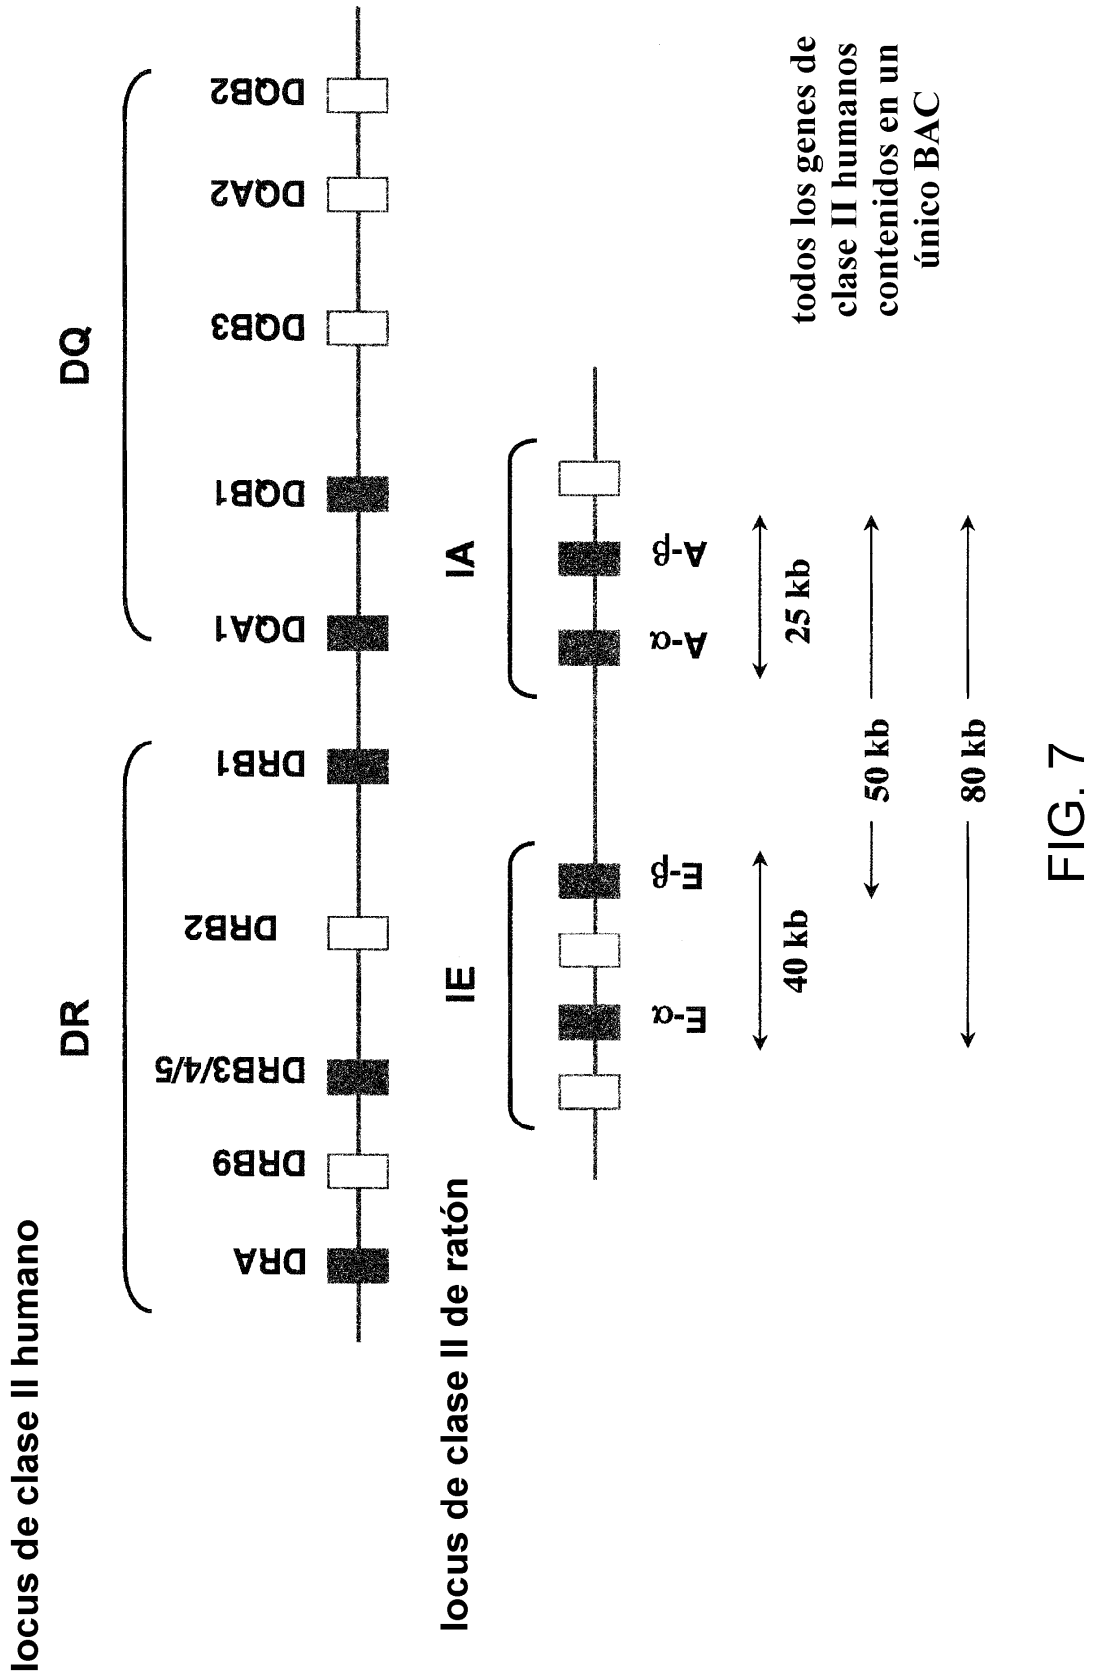 locus de clase II humano
DR
DQ
DRA
DRB9
DRB3/4/5
DRB2
DRB1
DQA1
DQB1
DQB3
DQA2
DQB2
locus de clase II de ratón
IE
IA
E-α
E-β
A-α
A-β
40 kb
25 kb
50 kb
80 kb
todos los genes de
clase II humanos
contenidos en un
único BAC
FIG. 7